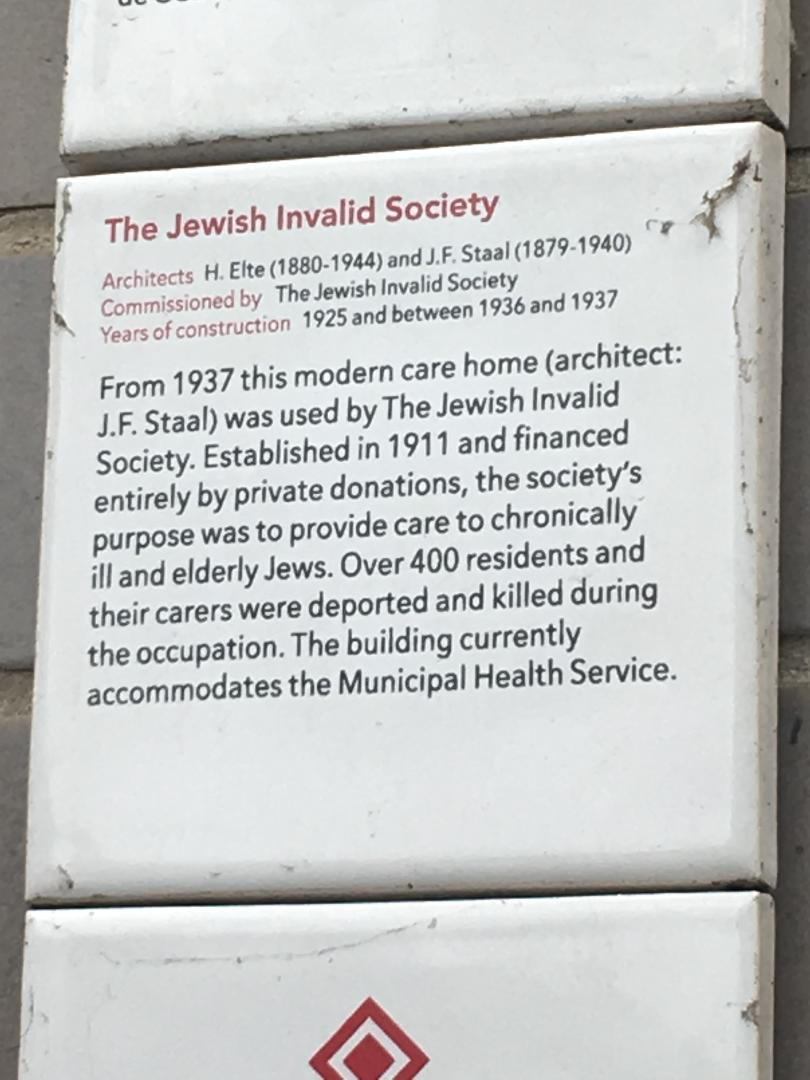 The Jewish Invalid Society
Architects H. Elte (1880-1944) and J.F. Staal (1879-1940)
Commissioned by The Jewish Invalid Society
Years of construction 1925 and between 1936 and 1937
From 1937 this modern care home (architect:
J.F. Staal) was used by The Jewish Invalid
Society. Established in 1911 and financed
entirely by private donations, the society's
purpose was to provide care to chronically
ill and elderly Jews. Over 400 residents and
their carers were deported and killed during
the occupation. The building currently
accommodates the Municipal Health Service.